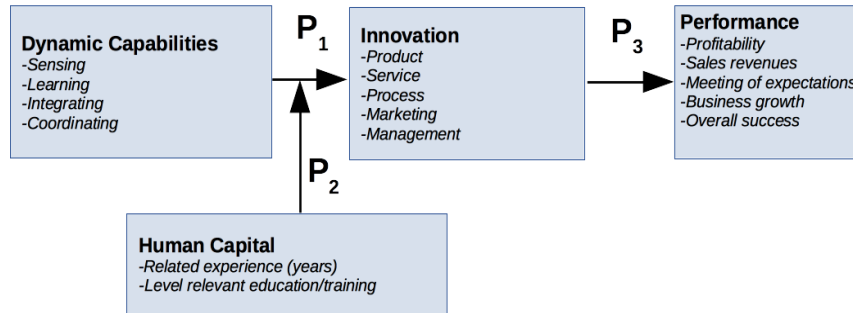 Dynamic Capabilities
-Sensing
-Learning
-Integrating
-Coordinating
P1
Innovation
-Product
-Service
-Process
-Marketing
-Management
P3
Performance
-Profitability
-Sales revenues
-Meeting of expectations
-Business growth
-Overall success
P2
Human Capital
-Related experience (years)
-Level relevant education/training